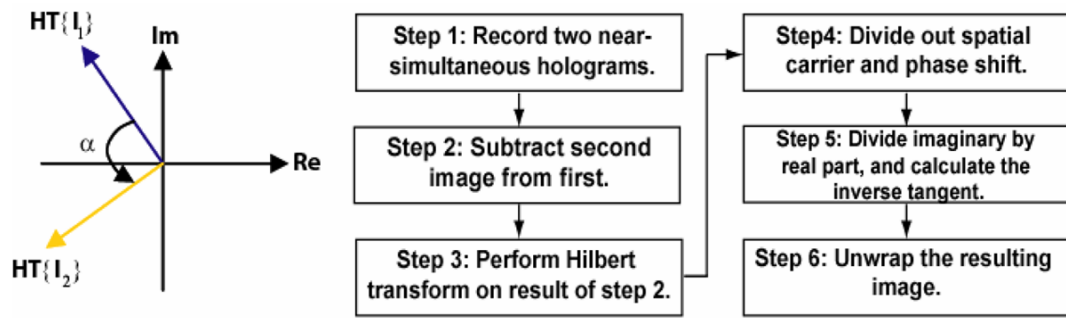 HT{I₁}
Im
α
Re
HT{I₂}
Step 1: Record two near-
simultaneous holograms.
Step 2: Subtract second
image from first.
Step 3: Perform Hilbert
transform on result of step 2.
Step4: Divide out spatial
carrier and phase shift.
Step 5: Divide imaginary by
real part, and calculate the
inverse tangent.
Step 6: Unwrap the resulting
image.